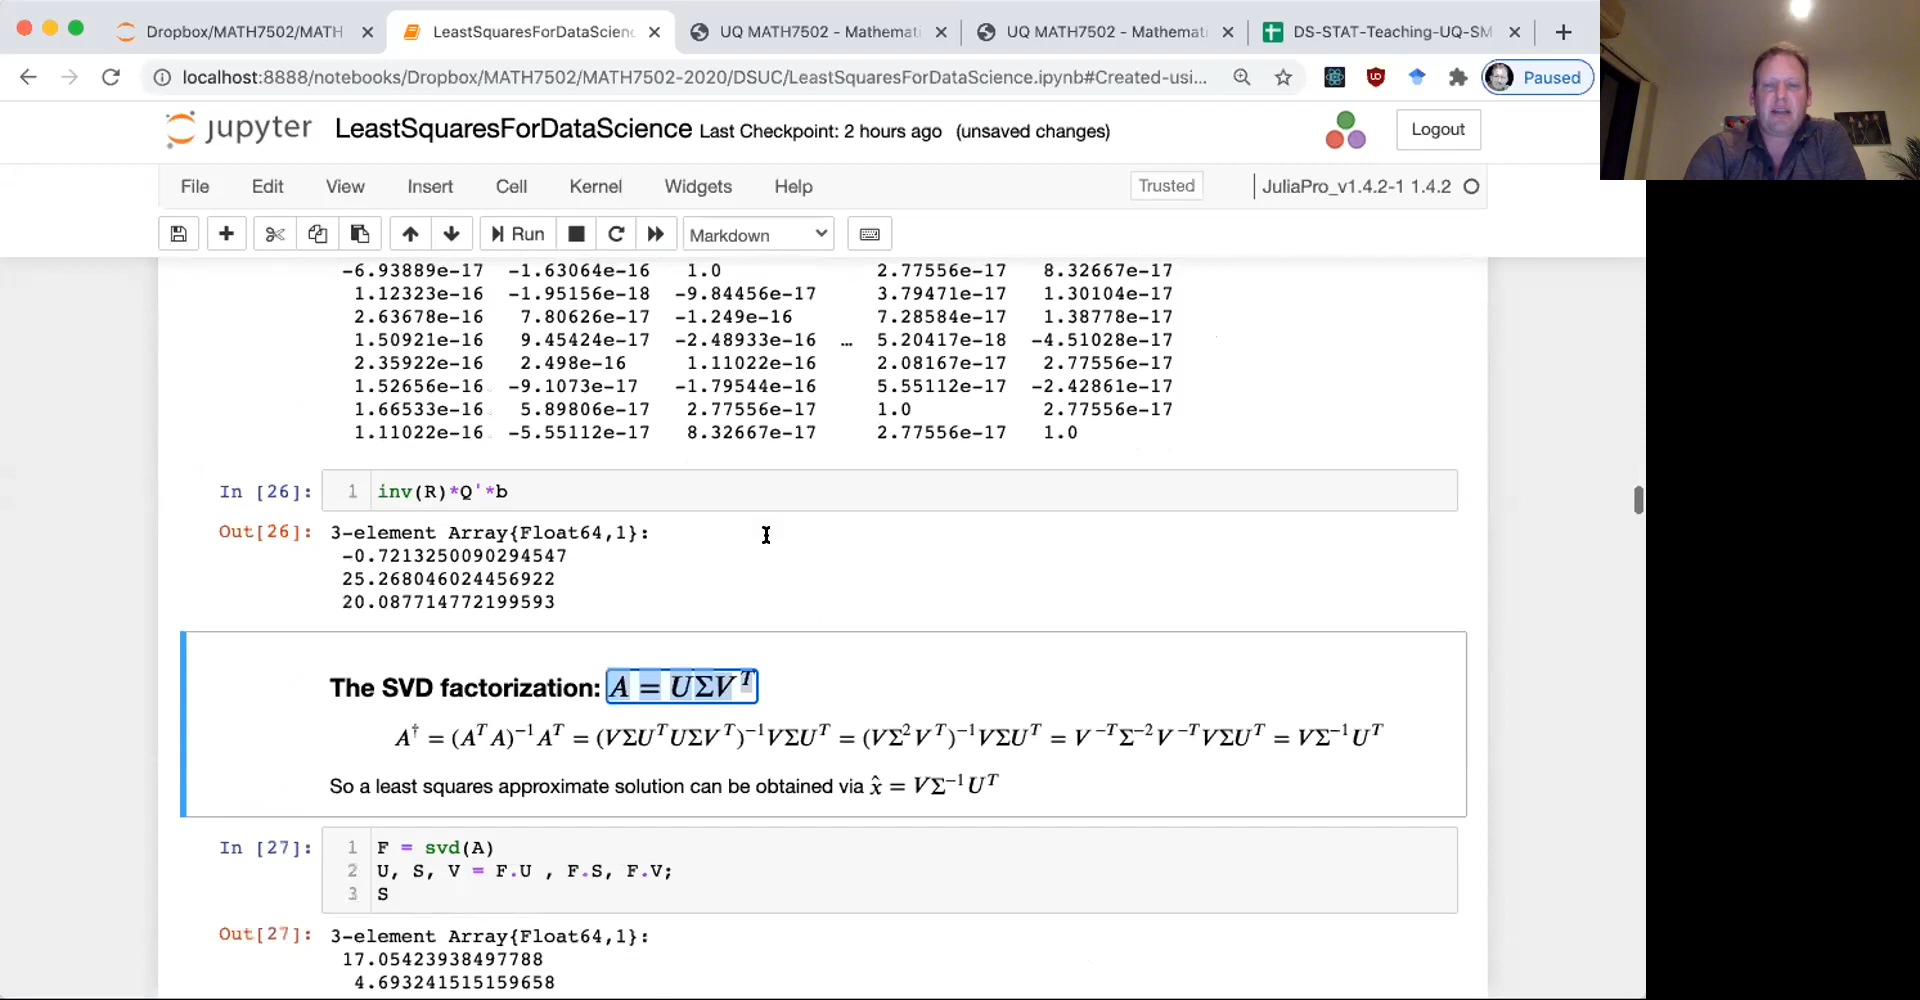 Dropbox/MATH7502/MATH
LeastSquaresForDataScienc
UQ MATH7502 - Mathemati
UQ MATH7502 - Mathemat
DS-STAT-Teaching-UQ-SM
localhost:8888/notebooks/Dropbox/MATH7502/MATH7502-2020/DSUC/LeastSquaresForDataScience.ipynb#Created-usi...
Paused
jupyter LeastSquaresForDataScience Last Checkpoint: 2 hours ago (unsaved changes)
Logout
File Edit View Insert Cell Kernel Widgets Help
Trusted
JuliaPro_v1.4.2-1 1.4.2
Run
Markdown
-6.93889e-17 -1.63064e-16 1.0 2.77556e-17 8.32667e-17
1.12323e-16 -1.95156e-18 -9.84456e-17 3.79471e-17 1.30104e-17
2.63678e-16 7.80626e-17 -1.249e-16 7.28584e-17 1.38778e-17
1.50921e-16 9.45424e-17 -2.48933e-16 … 5.20417e-18 -4.51028e-17
2.35922e-16 2.498e-16 1.11022e-16 2.08167e-17 2.77556e-17
1.52656e-16 -9.1073e-17 -1.79544e-16 5.55112e-17 -2.42861e-17
1.66533e-16 5.89806e-17 2.77556e-17 1.0 2.77556e-17
1.11022e-16 -5.55112e-17 8.32667e-17 2.77556e-17 1.0
In [26]: 1 inv(R)*Q'*b
Out[26]: 3-element Array{Float64,1}:
-0.7213250090294547
25.268046024456922
20.087714772199593
The SVD factorization: A = UΣV^T
A^† = (A^T A)^{-1} A^T = (VΣU^T UΣV^T)^{-1} VΣU^T = (VΣ^2 V^T)^{-1} VΣU^T = V^{-T} Σ^{-2} V^{-T} VΣU^T = VΣ^{-1} U^T
So a least squares approximate solution can be obtained via x̂ = VΣ^{-1} U^T
In [27]: 1 F = svd(A)
2 U, S, V = F.U , F.S, F.V;
3 S
Out[27]: 3-element Array{Float64,1}:
17.05423938497788
4.693241515159658